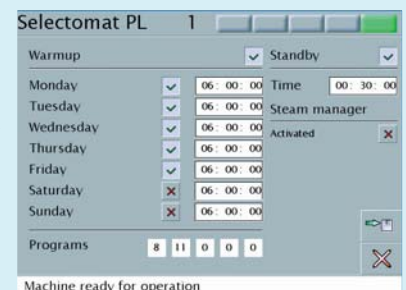 Selectomat PL 1
Warmup
Standby
Monday 06: 00: 00
Time 00: 30: 00
Tuesday 06: 00: 00
Steam manager
Wednesday 06: 00: 00
Activated
Thursday 06: 00: 00
Friday 06: 00: 00
Saturday 06: 00: 00
Sunday 06: 00: 00
Programs 8 11 0 0 0
Machine ready for operation